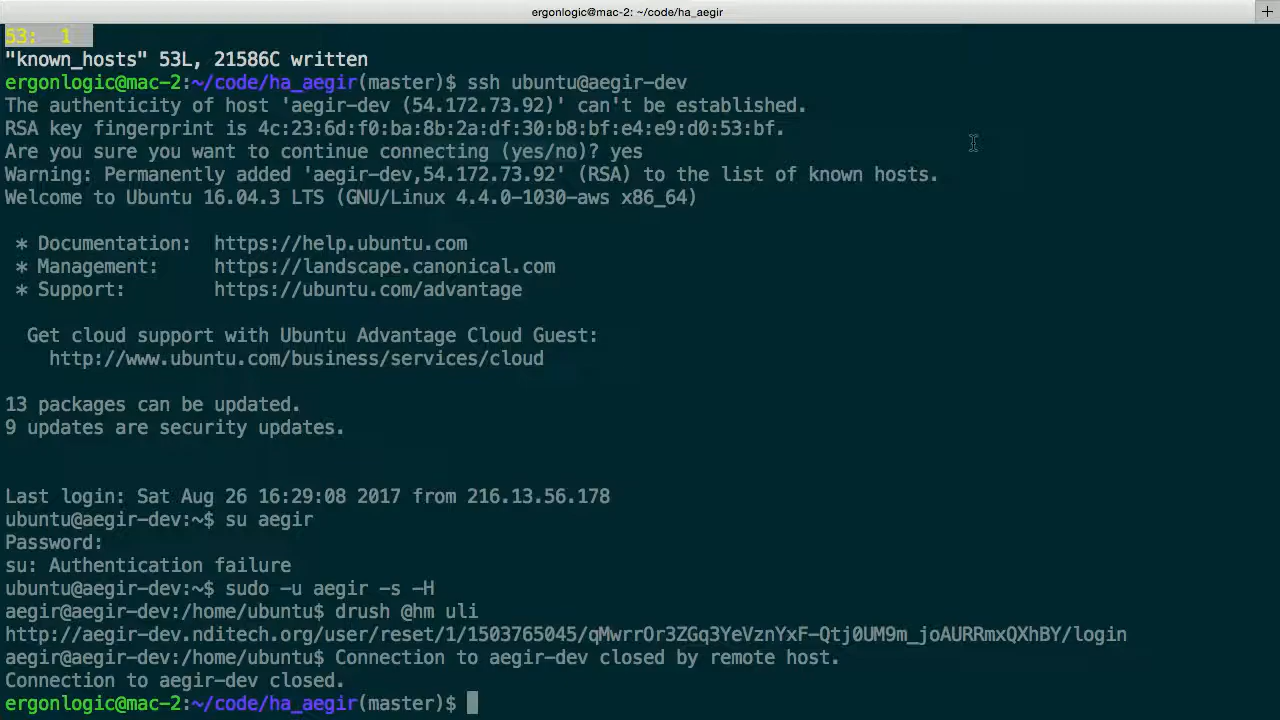 ergonlogic@mac-2: ~/code/ha_aegir
+
53:  1
"known_hosts" 53L, 21586C written
ergonlogic@mac-2:~/code/ha_aegir(master)$ ssh ubuntu@aegir-dev
The authenticity of host 'aegir-dev (54.172.73.92)' can't be established.
RSA key fingerprint is 4c:23:6d:f0:ba:8b:2a:df:30:b8:bf:e4:e9:d0:53:bf.
Are you sure you want to continue connecting (yes/no)? yes
Warning: Permanently added 'aegir-dev,54.172.73.92' (RSA) to the list of known hosts.
Welcome to Ubuntu 16.04.3 LTS (GNU/Linux 4.4.0-1030-aws x86_64)
* Documentation:  https://help.ubuntu.com
* Management:     https://landscape.canonical.com
* Support:        https://ubuntu.com/advantage
Get cloud support with Ubuntu Advantage Cloud Guest:
http://www.ubuntu.com/business/services/cloud
13 packages can be updated.
9 updates are security updates.
Last login: Sat Aug 26 16:29:08 2017 from 216.13.56.178
ubuntu@aegir-dev:~$ su aegir
Password:
su: Authentication failure
ubuntu@aegir-dev:~$ sudo -u aegir -s -H
aegir@aegir-dev:/home/ubuntu$ drush @hm uli
http://aegir-dev.nditech.org/user/reset/1/1503765045/qMwrrOr3ZGq3YeVznYxF-Qtj0UM9m_joAURRmxQXhBY/login
aegir@aegir-dev:/home/ubuntu$ Connection to aegir-dev closed by remote host.
Connection to aegir-dev closed.
ergonlogic@mac-2:~/code/ha_aegir(master)$